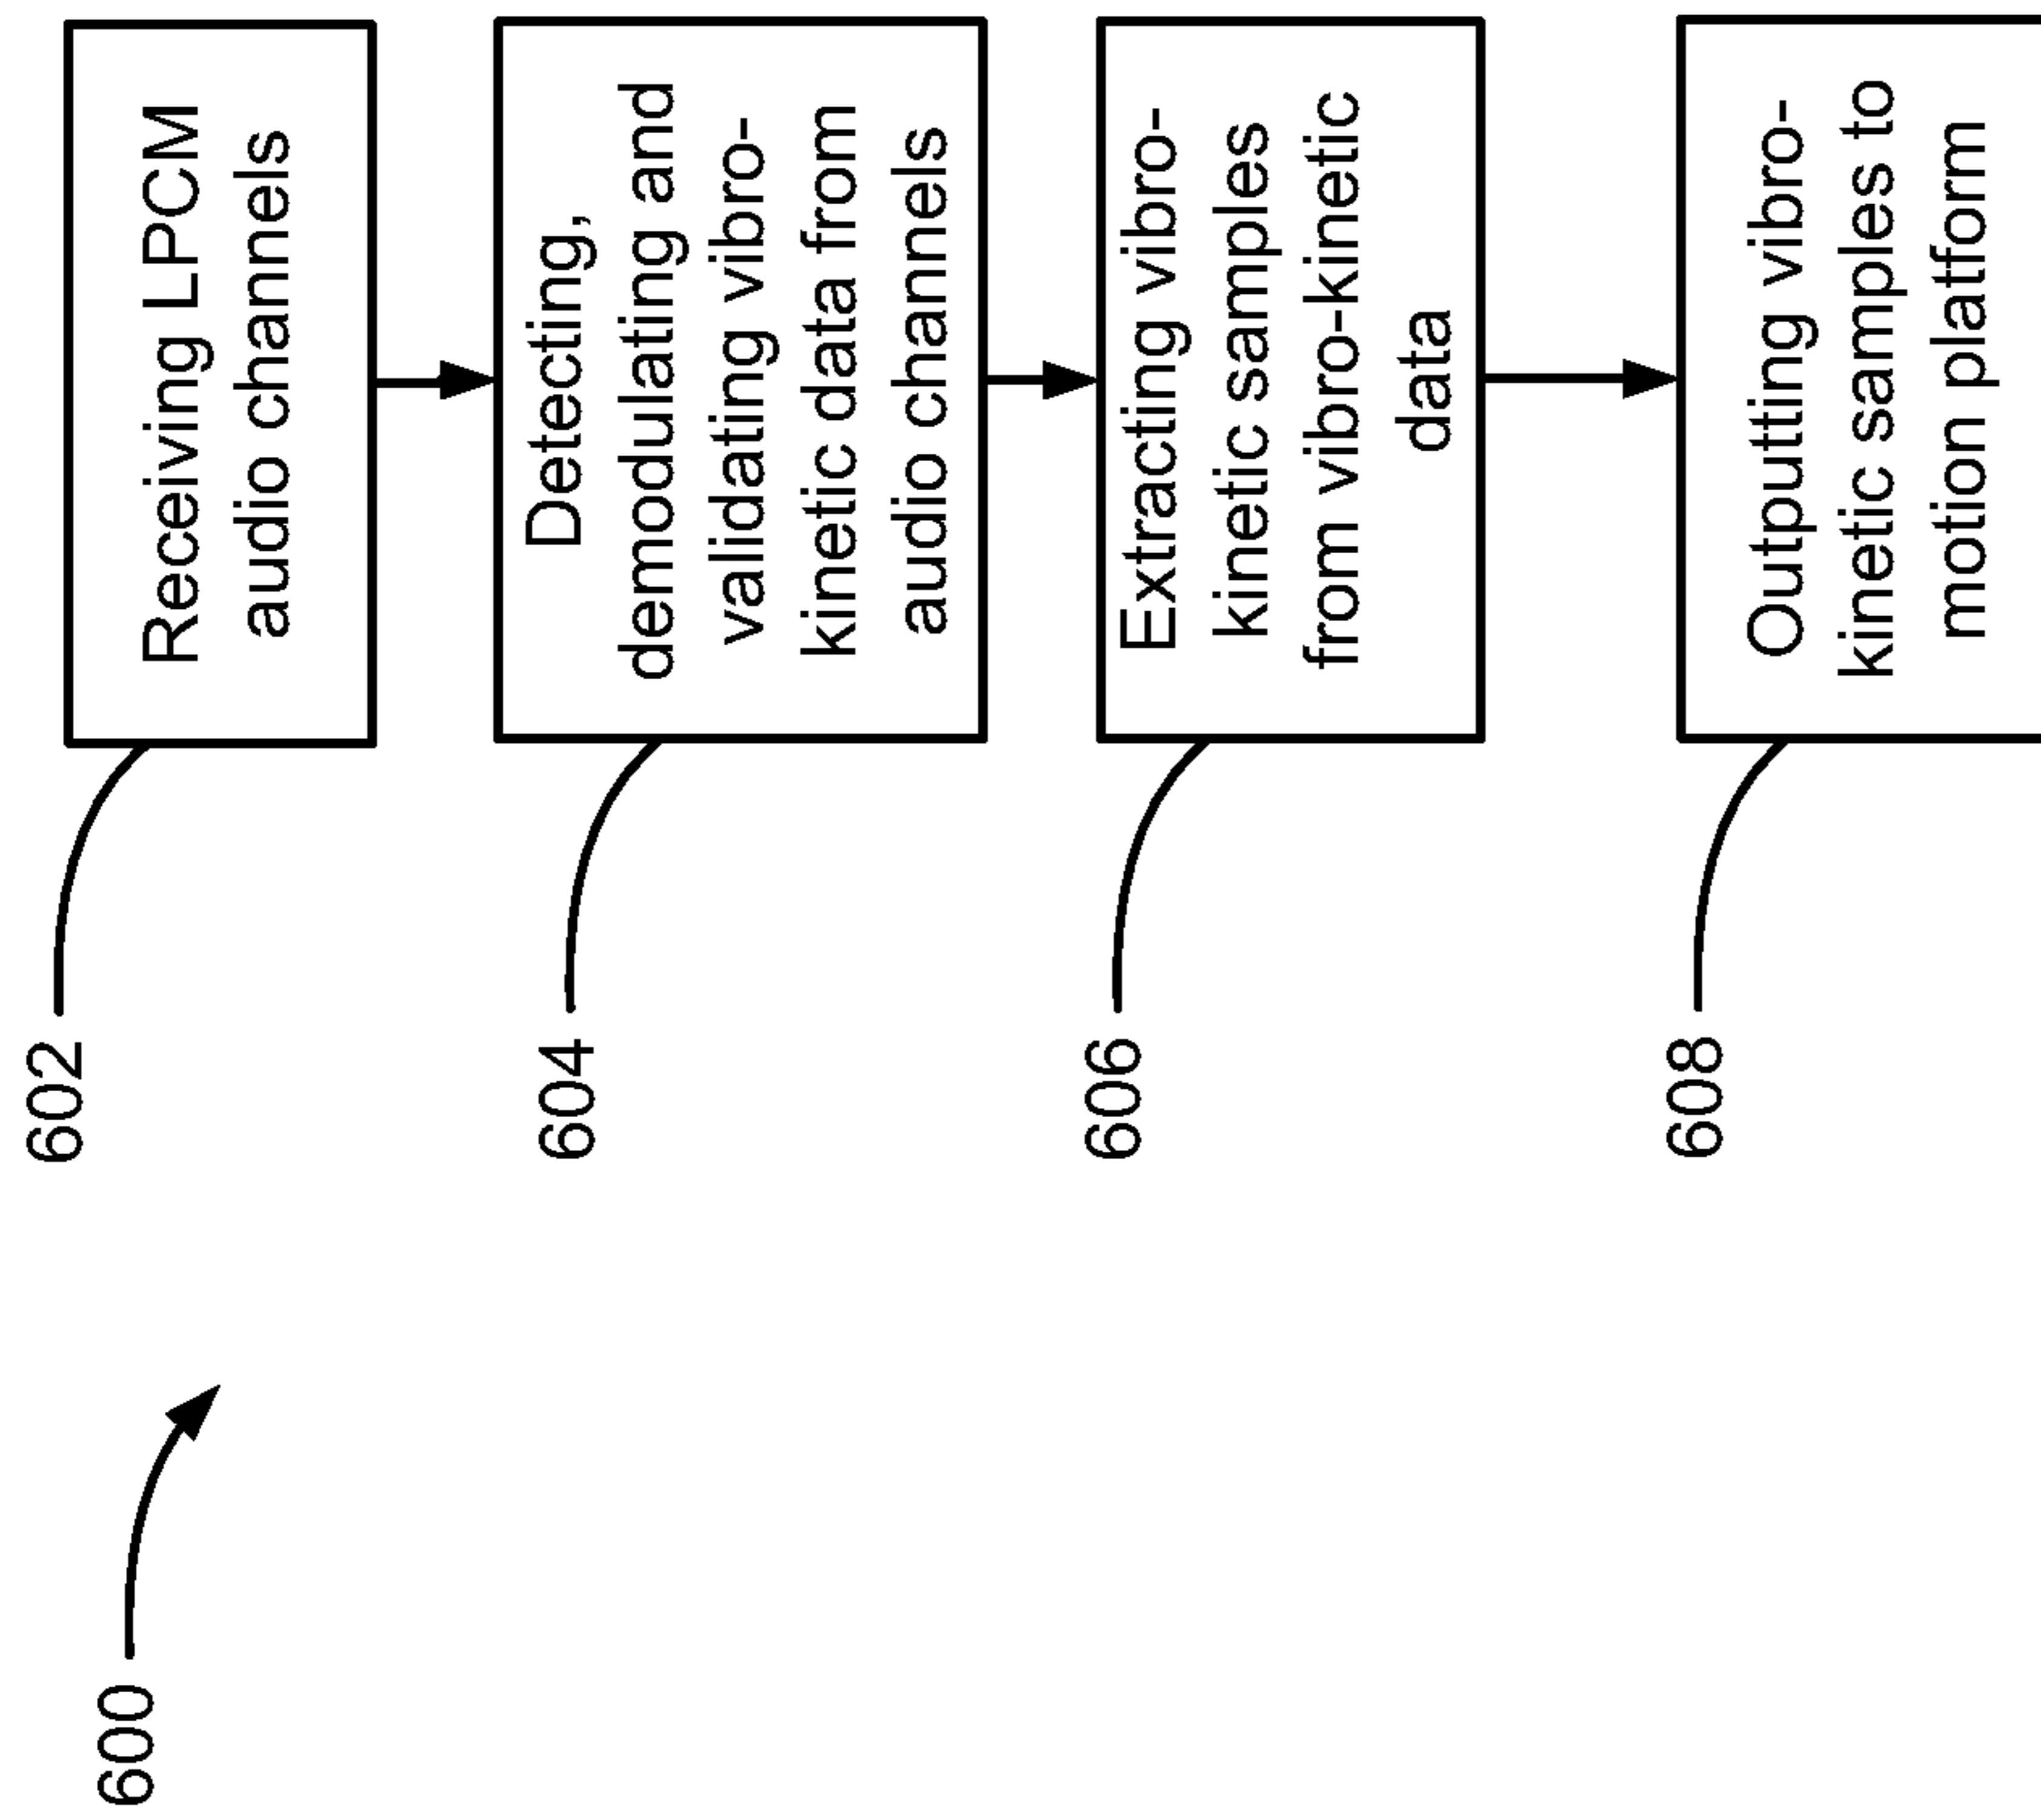 600
602
Receiving LPCM
audio channels
604
Detecting,
demodulating and
validating vibro-
kinetic data from
audio channels
606
Extracting vibro-
kinetic samples
from vibro-kinetic
data
608
Outputting vibro-
kinetic samples to
motion platform